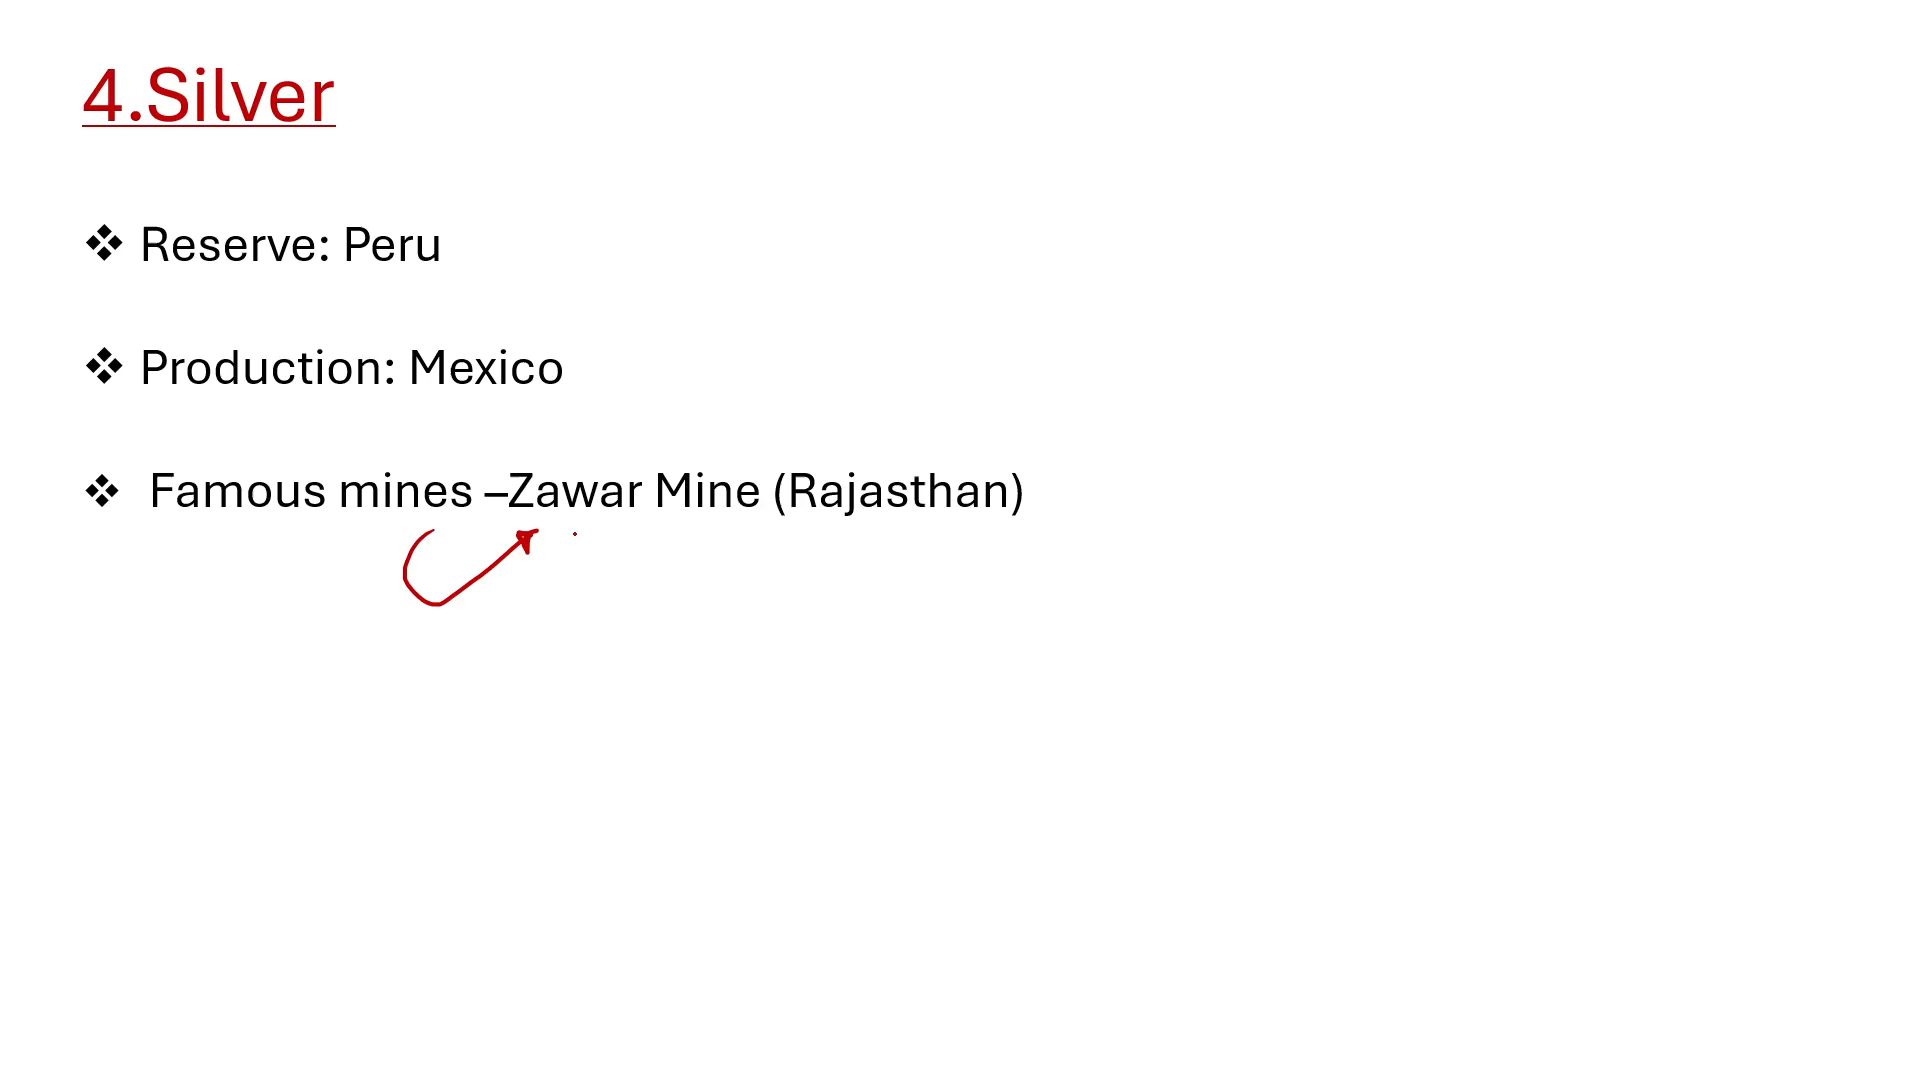 4.Silver
❖ Reserve: Peru
❖ Production: Mexico
❖ Famous mines –Zawar Mine (Rajasthan)